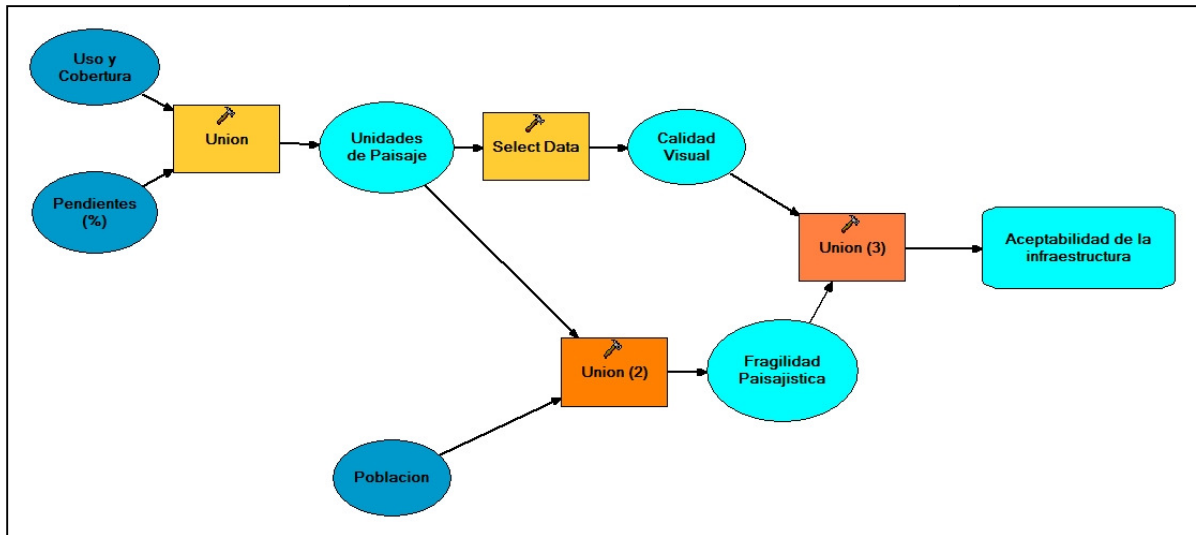 Uso y
Cobertura
Union
Pendientes
(%)
Unidades
de Paisaje
Select Data
Calidad
Visual
Union (3)
Aceptabilidad de la
infraestructura
Union (2)
Fragilidad
Paisajistica
Poblacion